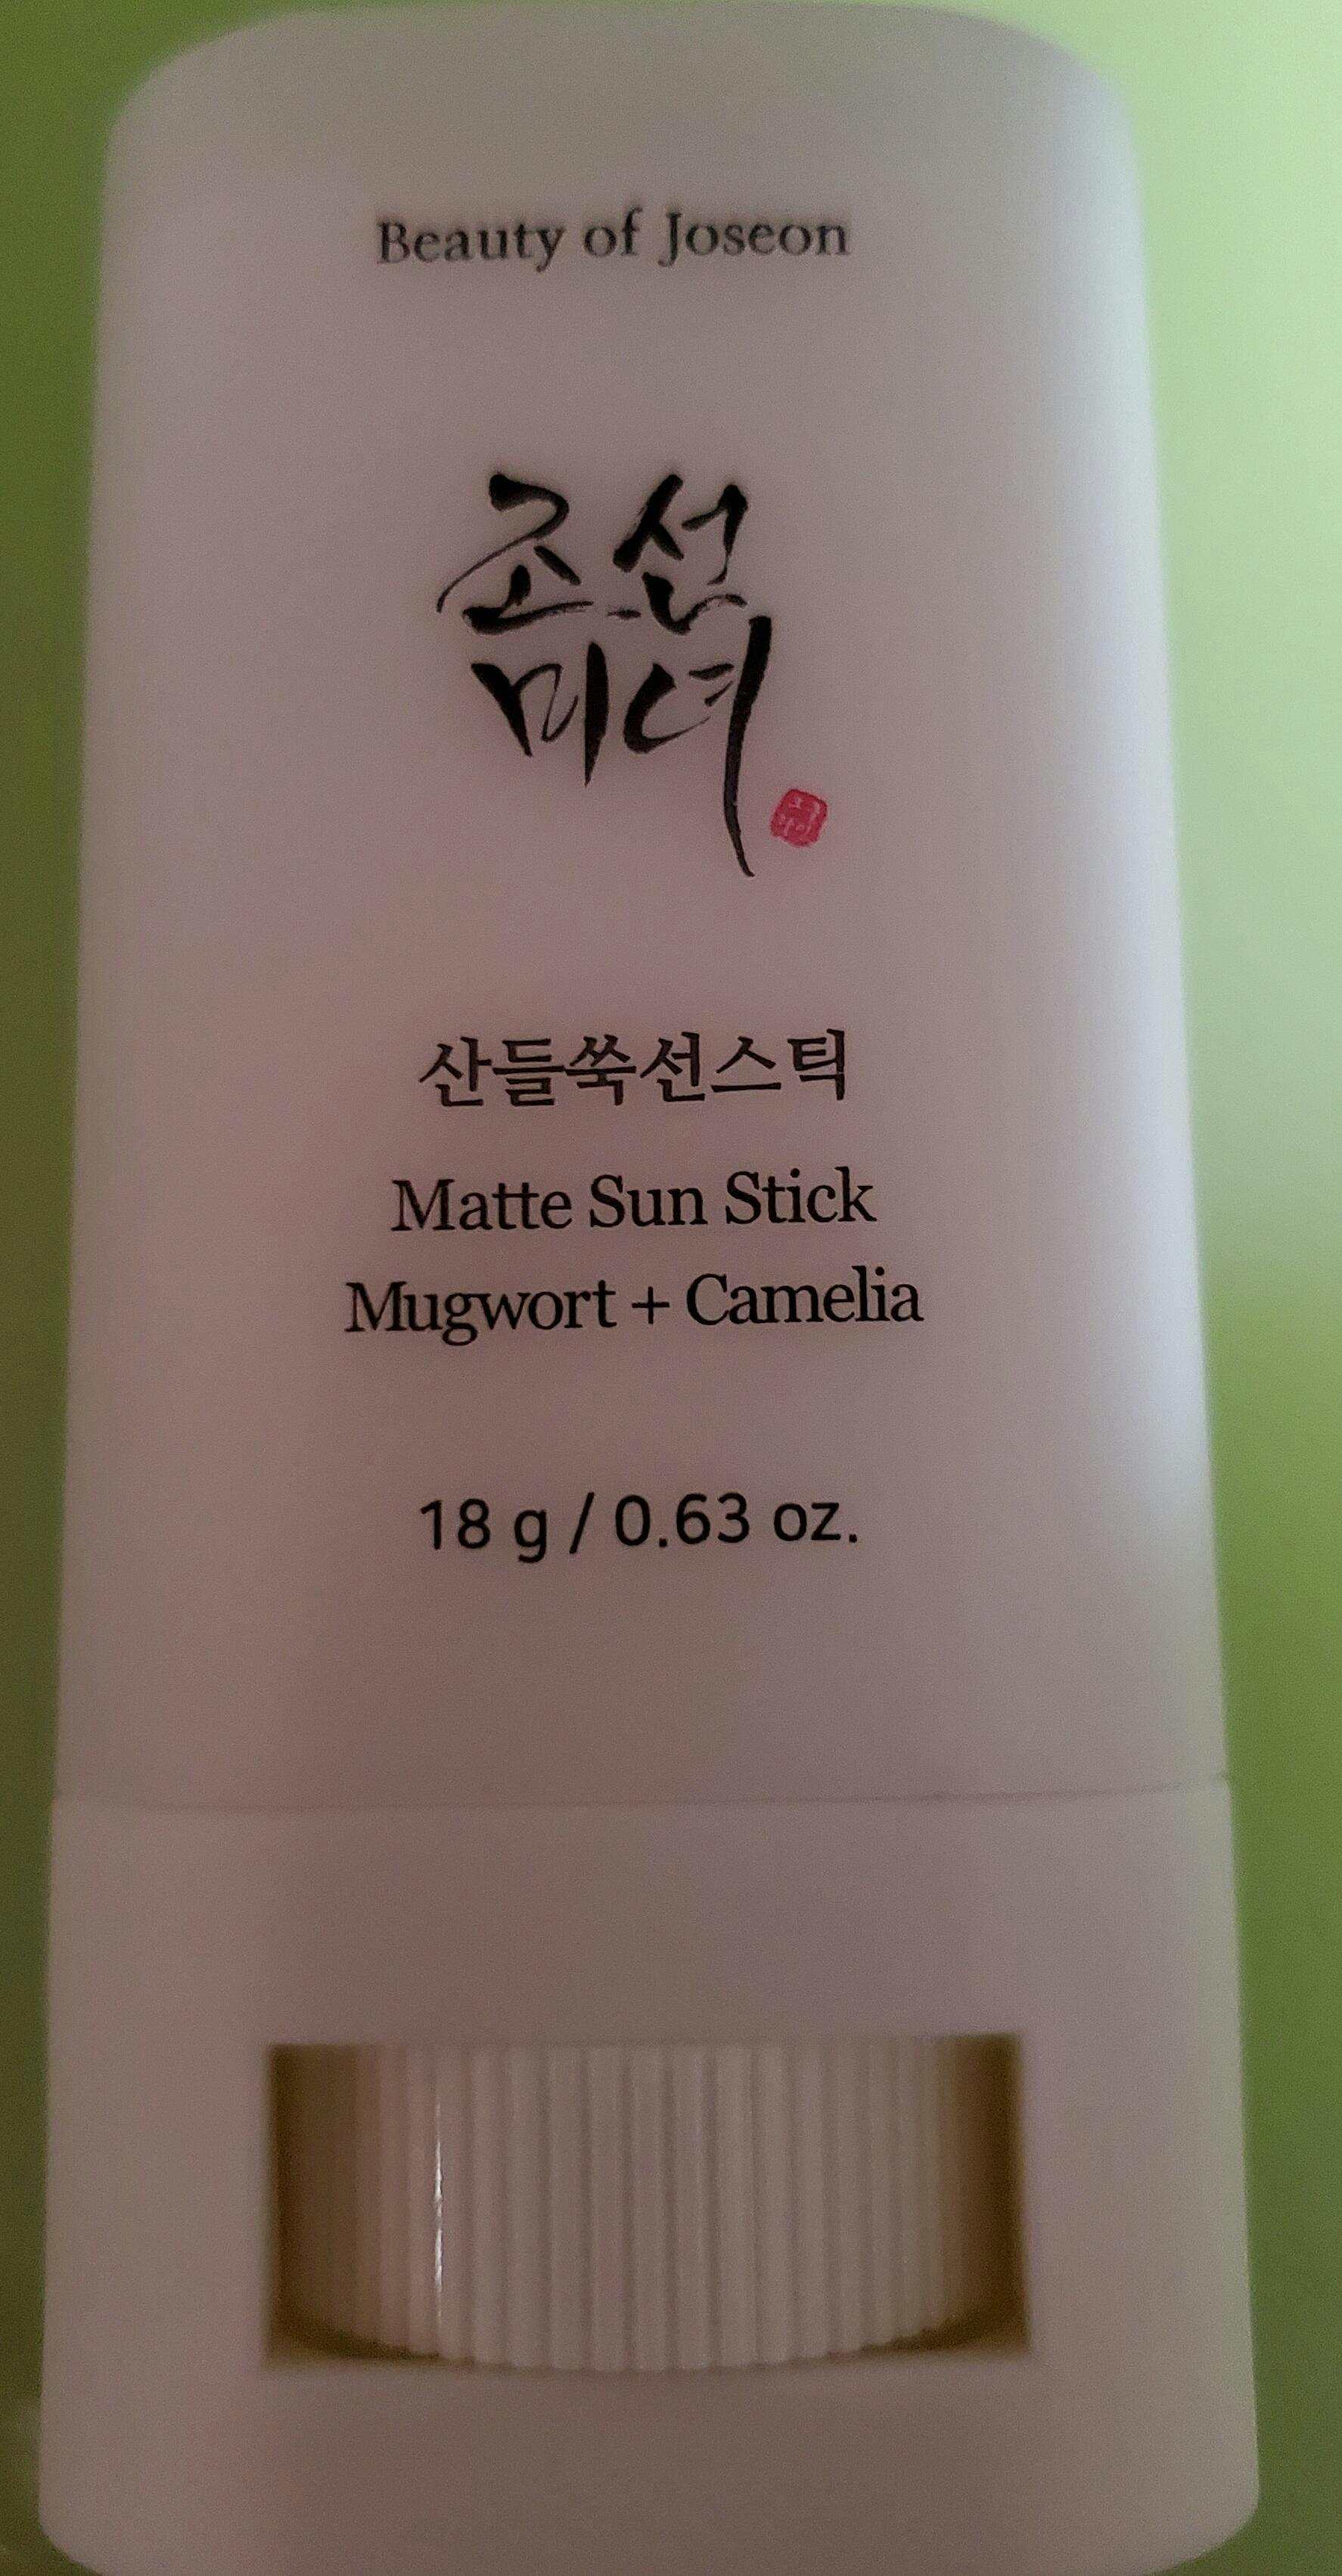 Beauty of Joseon
조선
미녀
산들쑥선스틱
Matte Sun Stick
Mugwort + Camelia
18 g / 0.63 oz.